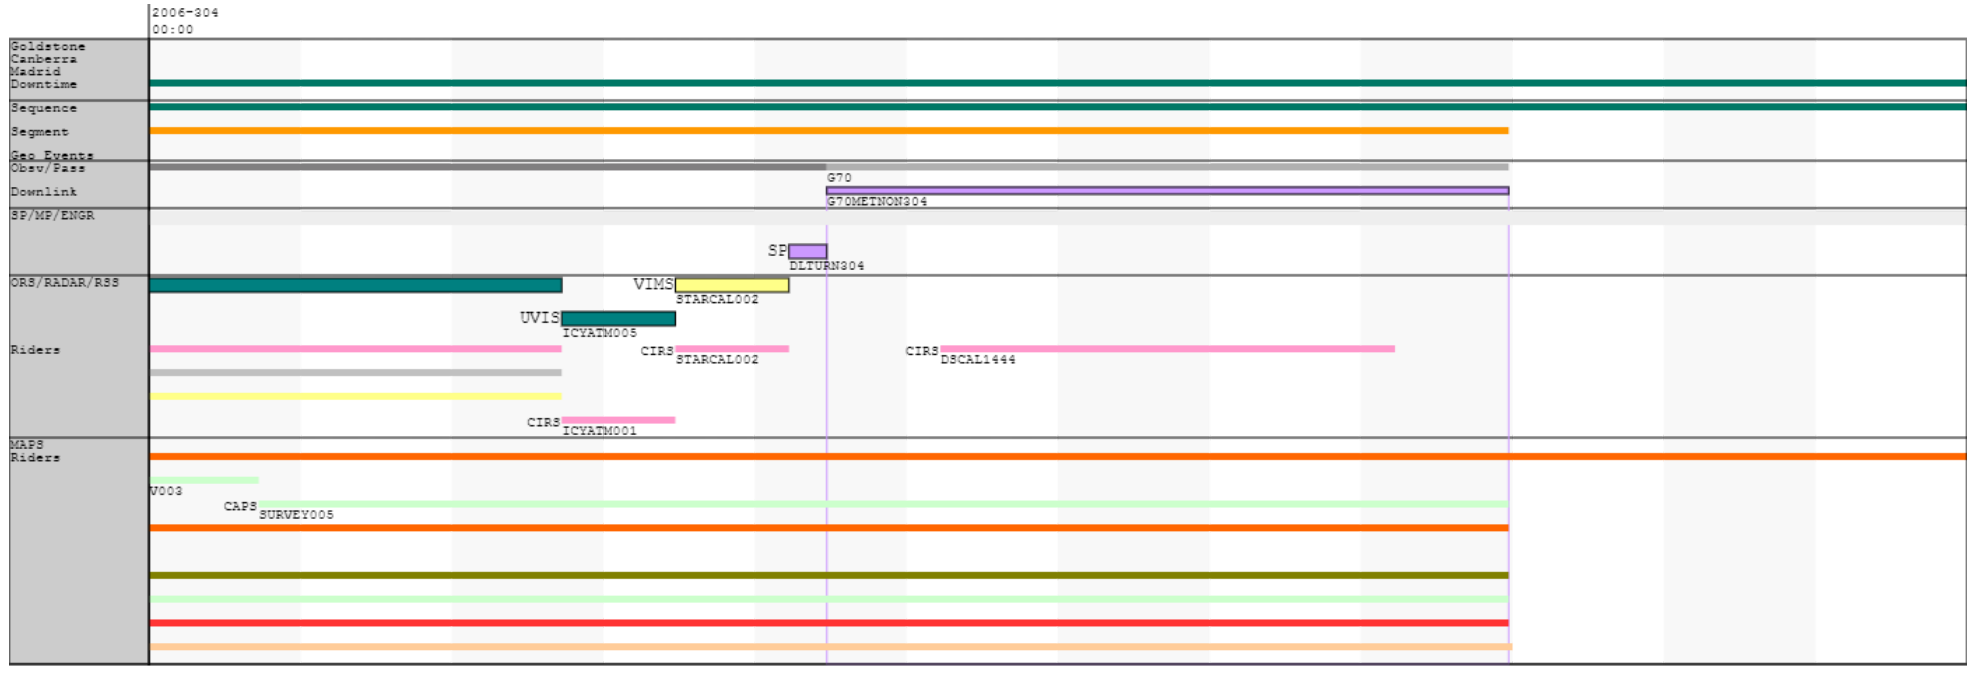 2006-304
00:00
Goldstone
Canberra
Madrid
Downtime
Sequence
Segment
Geo Events
Obsv/Pass
G70
Downlink
G70METNON304
SP/MP/ENGR
SP
DLTURN304
ORS/RADAR/RSS
VIMS
STARCAL002
UVIS
ICYATM005
Riders
CIRS
STARCAL002
CIRS
DSCAL1444
CIRS
ICYATM001
MAPS
Riders
V003
CAPS
SURVEY005